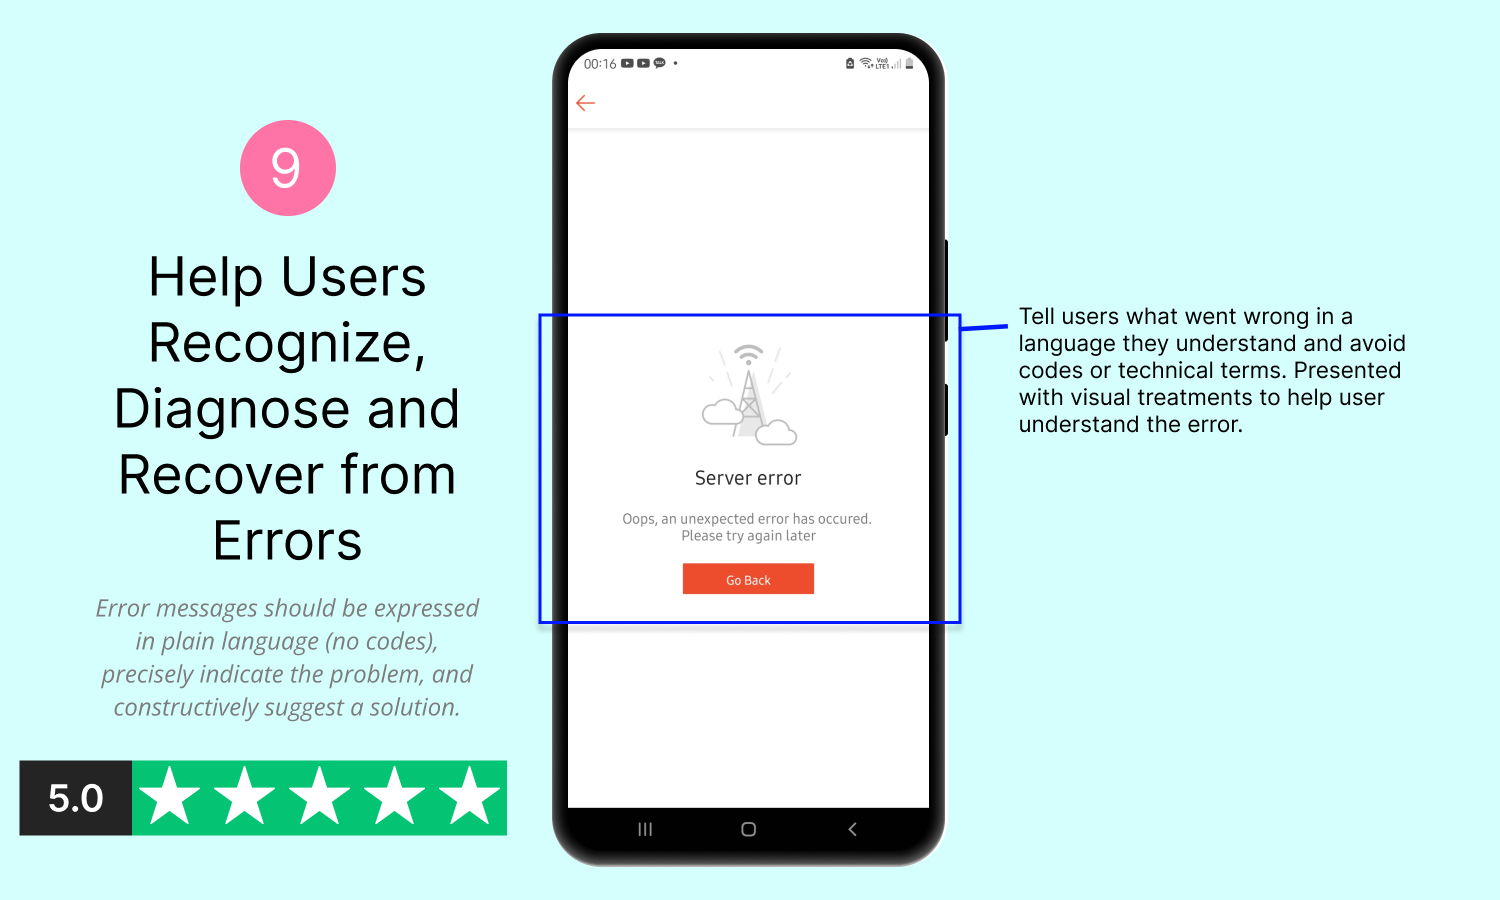 9
Help Users
Recognize,
Diagnose and
Recover from
Errors
Error messages should be expressed
in plain language (no codes),
precisely indicate the problem, and
constructively suggest a solution.
5.0
00:16
Server error
Oops, an unexpected error has occured.
Please try again later
Go Back
Tell users what went wrong in a
language they understand and avoid
codes or technical terms. Presented
with visual treatments to help user
understand the error.